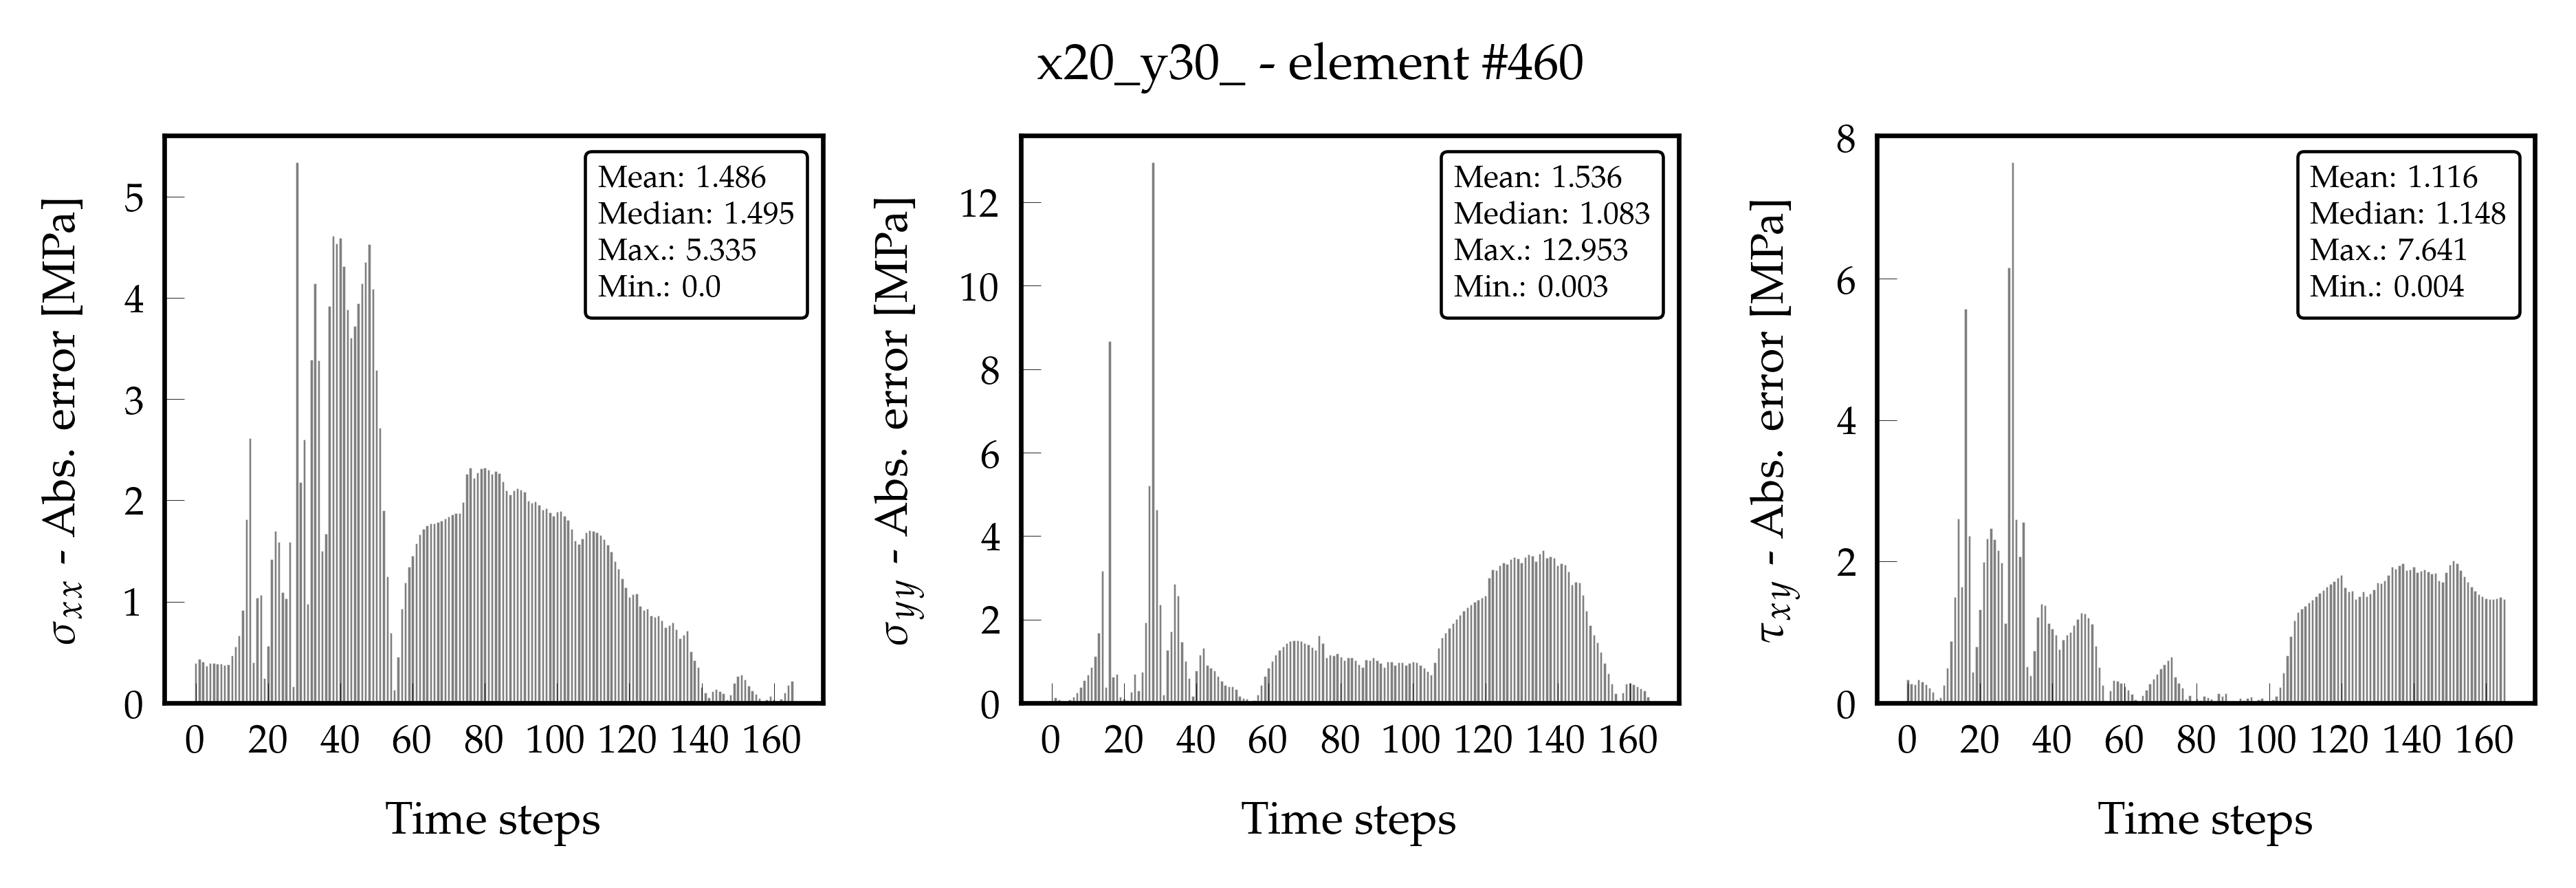 x20_y30_ - element #460
σxx - Abs. error [MPa]
5
4
3
2
1
0
Mean: 1.486
Median: 1.495
Max.: 5.335
Min.: 0.0
0 20 40 60 80 100 120 140 160
Time steps
σyy - Abs. error [MPa]
12
10
8
6
4
2
0
Mean: 1.536
Median: 1.083
Max.: 12.953
Min.: 0.003
0 20 40 60 80 100 120 140 160
Time steps
τxy - Abs. error [MPa]
8
6
4
2
0
Mean: 1.116
Median: 1.148
Max.: 7.641
Min.: 0.004
0 20 40 60 80 100 120 140 160
Time steps